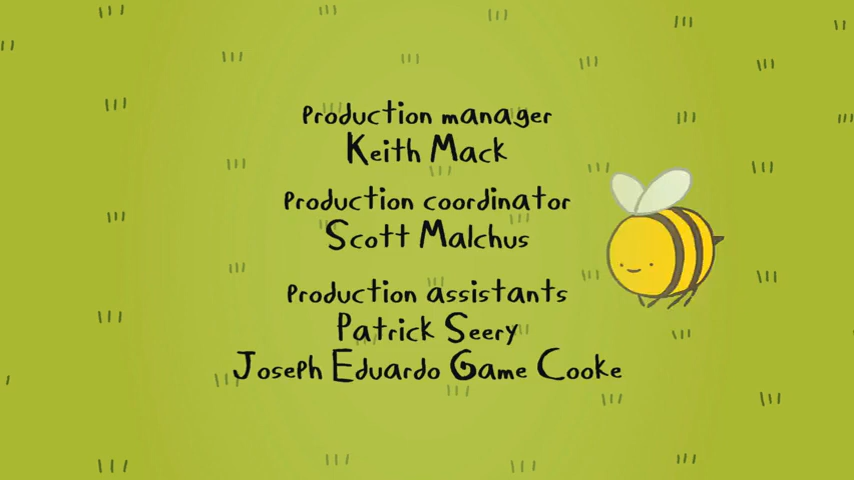 Production manager
Keith Mack
Production coordinator
Scott Malchus
Production assistants
Patrick Seery
Joseph Eduardo Game Cooke